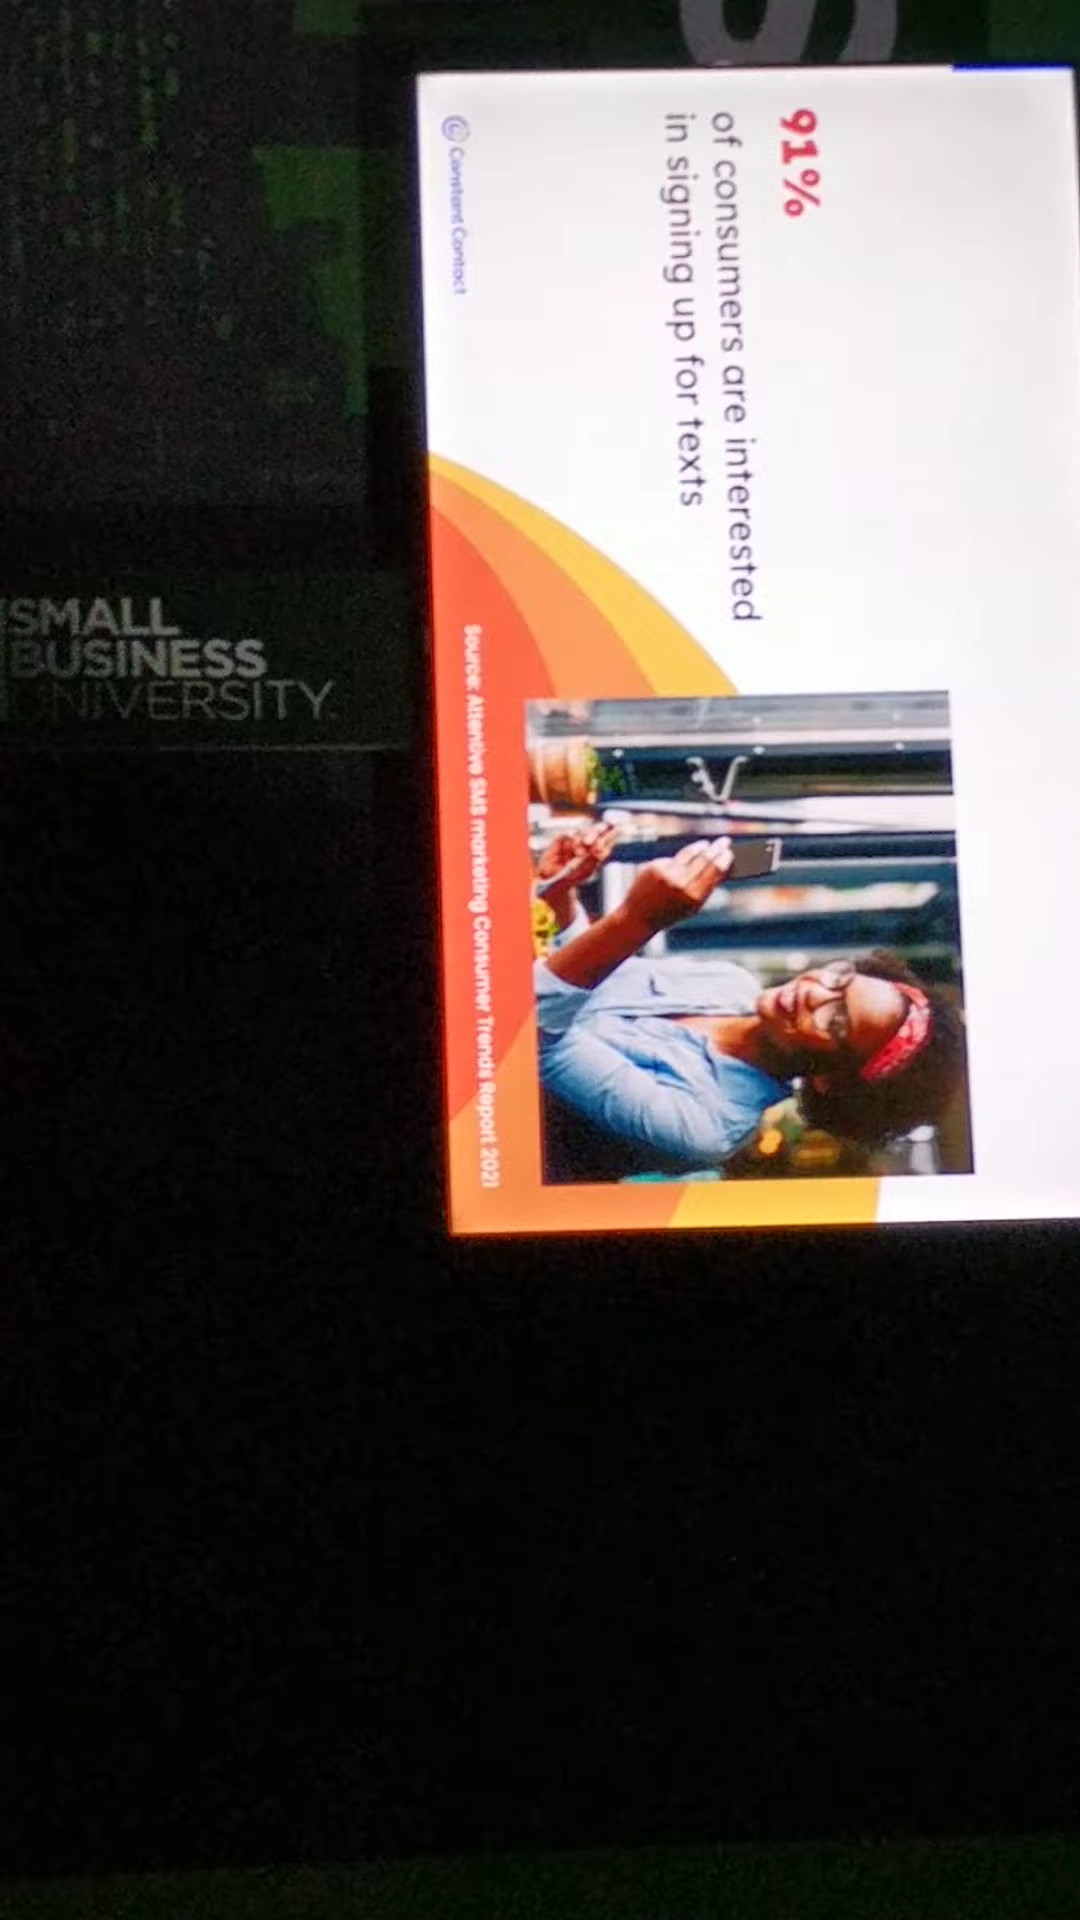 91%
of consumers are interested
in signing up for texts
Constant Contact
Source: Attentive SMS marketing Consumer Trends Report 2021
SMALL
BUSINESS
UNIVERSITY